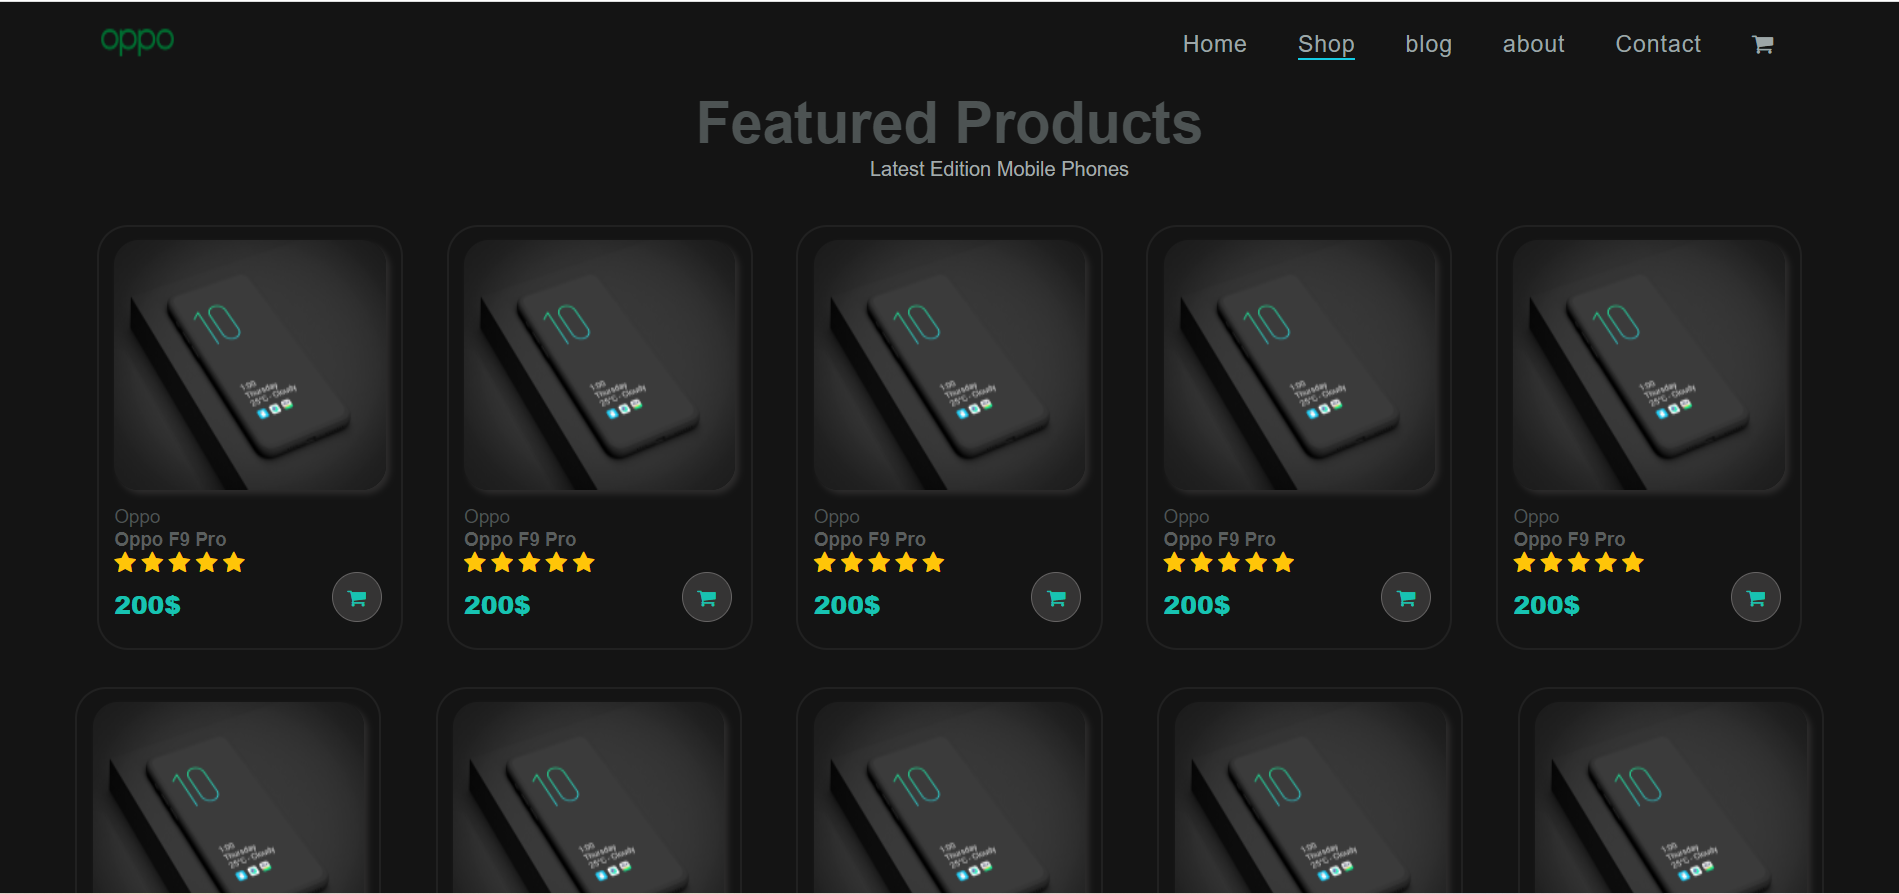 oppo
Home Shop blog about Contact
Featured Products
Latest Edition Mobile Phones
10
1:00
Thursday
25°C - Cloudy
Oppo
Oppo F9 Pro
200$
10
1:00
Thursday
25°C - Cloudy
Oppo
Oppo F9 Pro
200$
10
1:00
Thursday
25°C - Cloudy
Oppo
Oppo F9 Pro
200$
10
1:00
Thursday
25°C - Cloudy
Oppo
Oppo F9 Pro
200$
10
1:00
Thursday
25°C - Cloudy
Oppo
Oppo F9 Pro
200$
10
1:00
Thursday
25°C - Cloudy
10
1:00
Thursday
25°C - Cloudy
10
1:00
Thursday
25°C - Cloudy
10
1:00
Thursday
25°C - Cloudy
10
1:00
Thursday
25°C - Cloudy